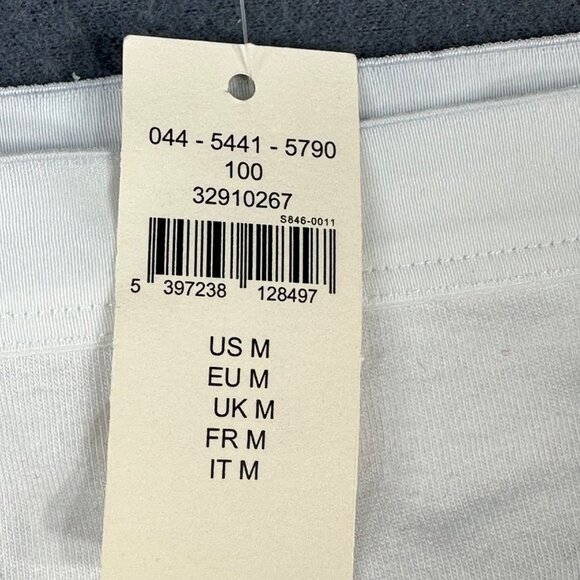 044 - 5441 - 5790
100
32910267
S846-0011
5 397238 128497
US M
EU M
UK M
FR M
IT M